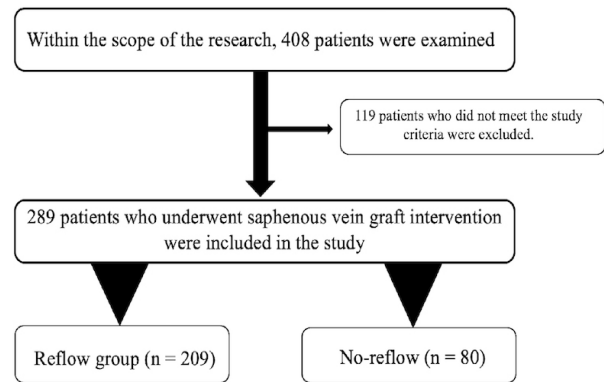 Within the scope of the research, 408 patients were examined
119 patients who did not meet the study
criteria were excluded.
289 patients who underwent saphenous vein graft intervention
were included in the study
Reflow group (n = 209)
No-reflow (n = 80)